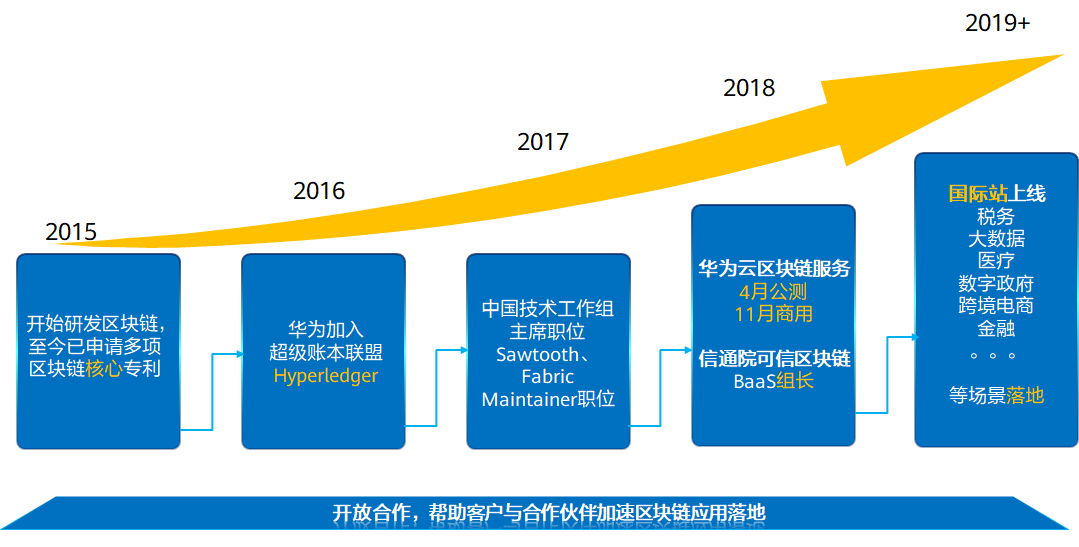 2015
开始研发区块链，
至今已申请多项
区块链核心专利
2016
华为加入
超级账本联盟
Hyperledger
2017
中国技术工作组
主席职位
Sawtooth、
Fabric
Maintainer职位
2018
华为云区块链服务
4月公测
11月商用
信通院可信区块链
BaaS组长
2019+
国际站上线
税务
大数据
医疗
数字政府
跨境电商
金融
。。。
等场景落地
开放合作，帮助客户与合作伙伴加速区块链应用落地